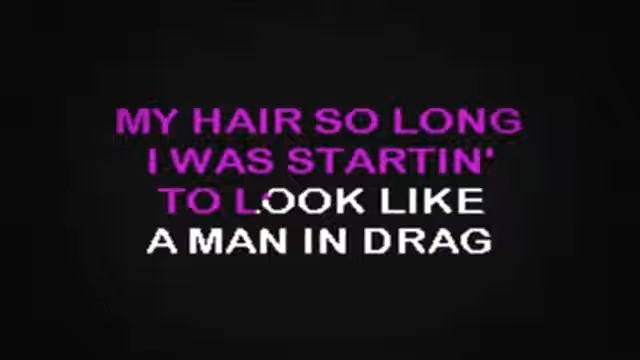 MY HAIR SO LONG
I WAS STARTIN'
TO LOOK LIKE
A MAN IN DRAG